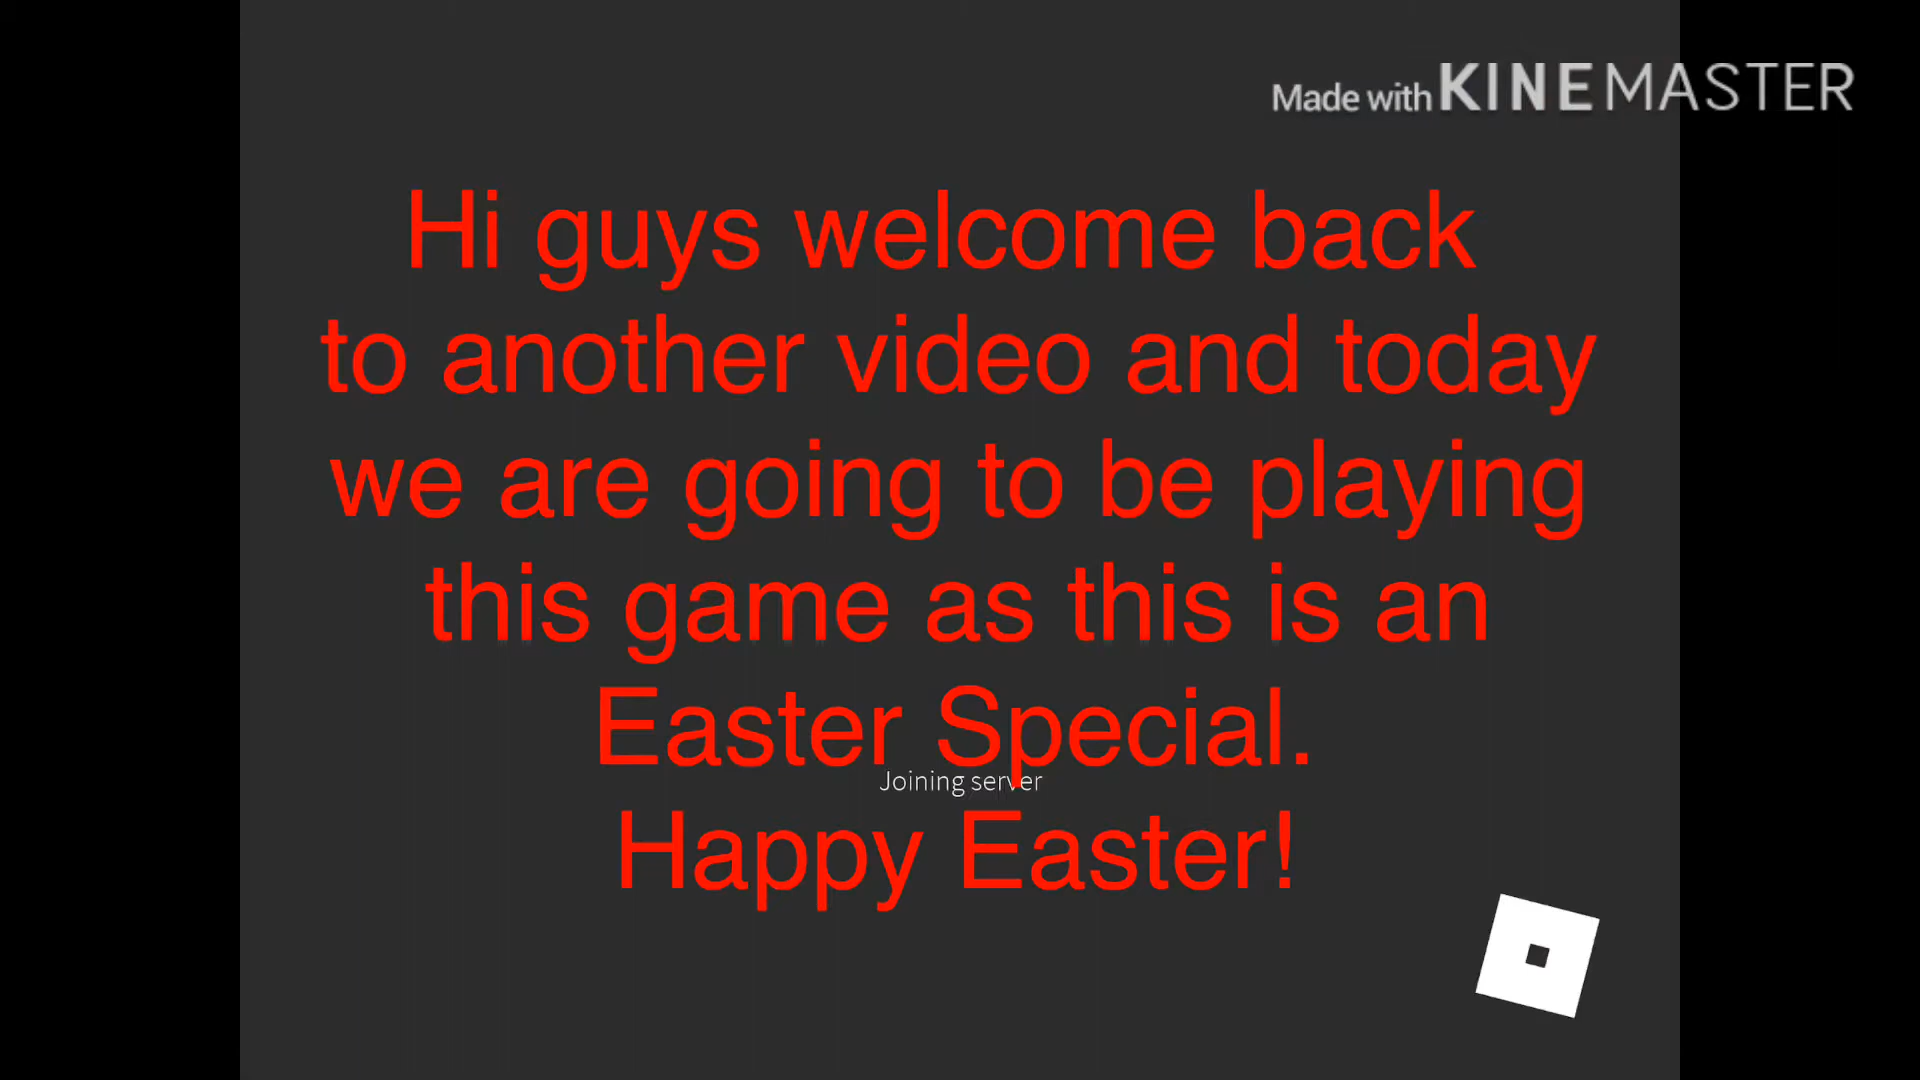 Made with KINEMASTER
Hi guys welcome back
to another video and today
we are going to be playing
this game as this is an
Easter Special.
Joining server
Happy Easter!